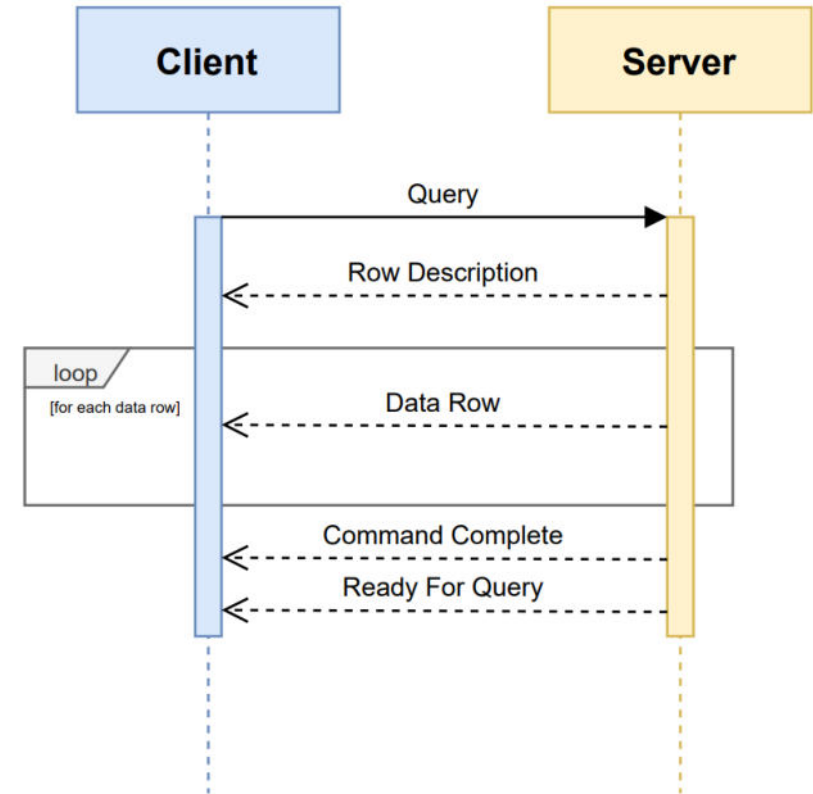 Client
Server
Query
Row Description
loop
[for each data row]
Data Row
Command Complete
Ready For Query